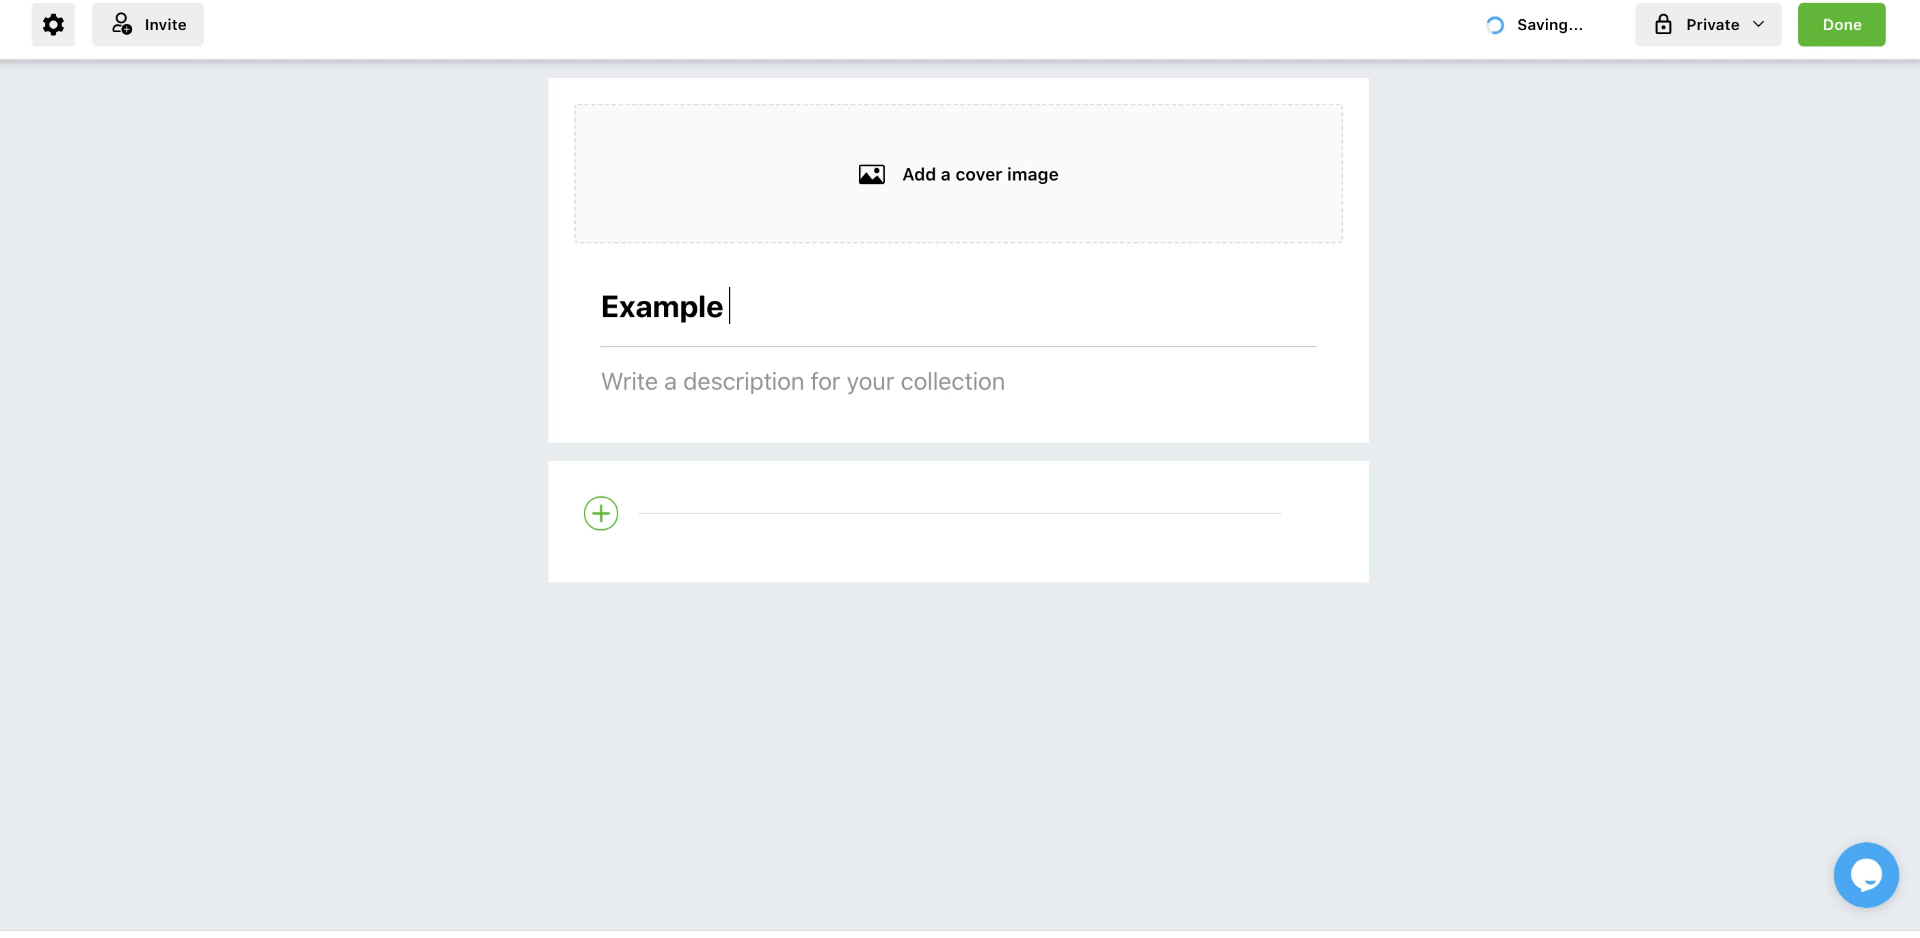 Invite
Saving...
Private
Done
Add a cover image
Example
Write a description for your collection